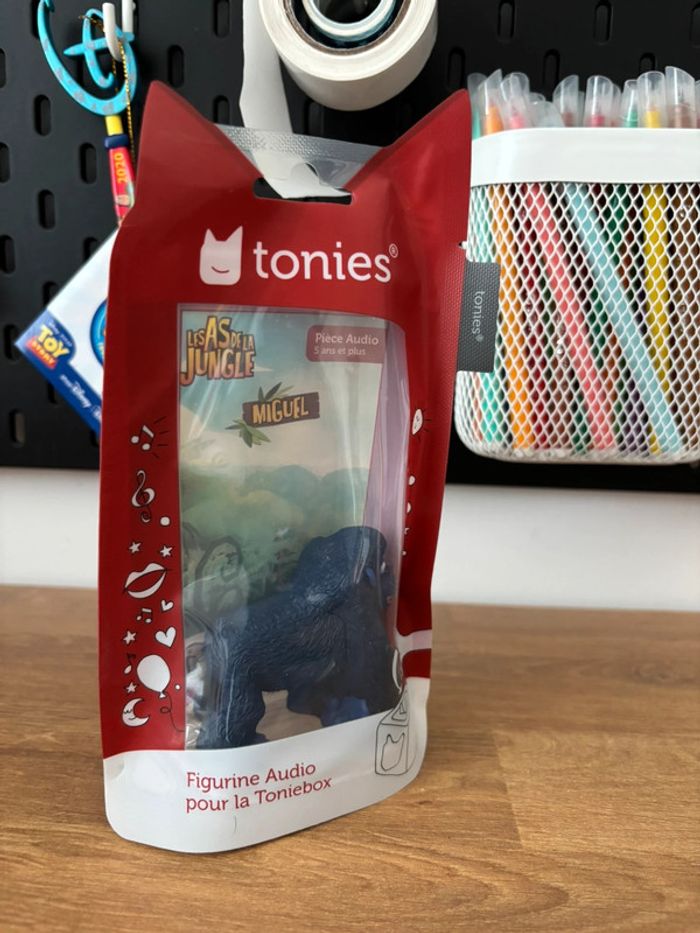 2020
tonies®
tonies®
LES AS DE LA
JUNGLE
Pièce Audio
5 ans et plus
MIGUEL
TOY
STORY
Figurine Audio
pour la Toniebox